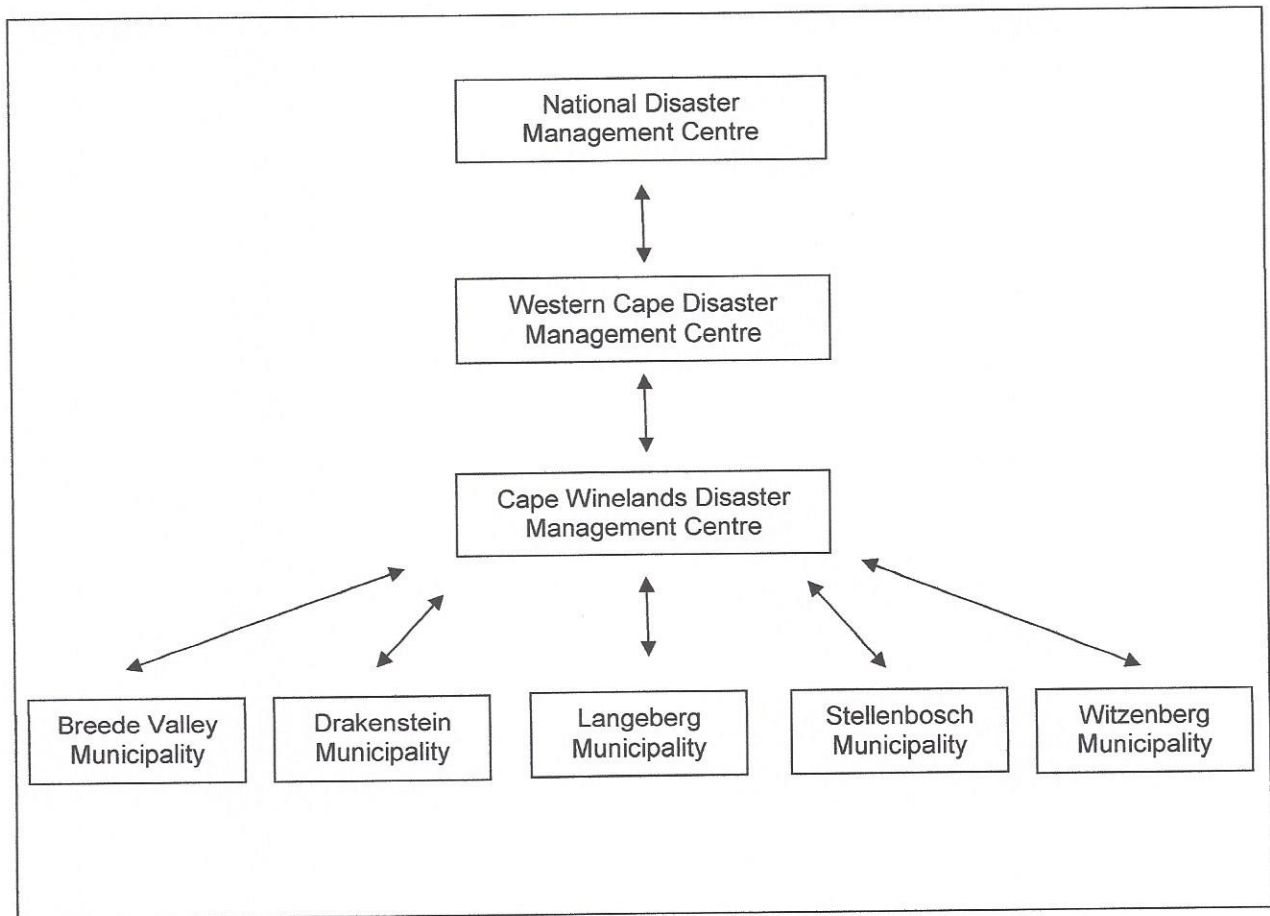 National Disaster
Management Centre
Western Cape Disaster
Management Centre
Cape Winelands Disaster
Management Centre
Breede Valley
Municipality
Drakenstein
Municipality
Langeberg
Municipality
Stellenbosch
Municipality
Witzenberg
Municipality